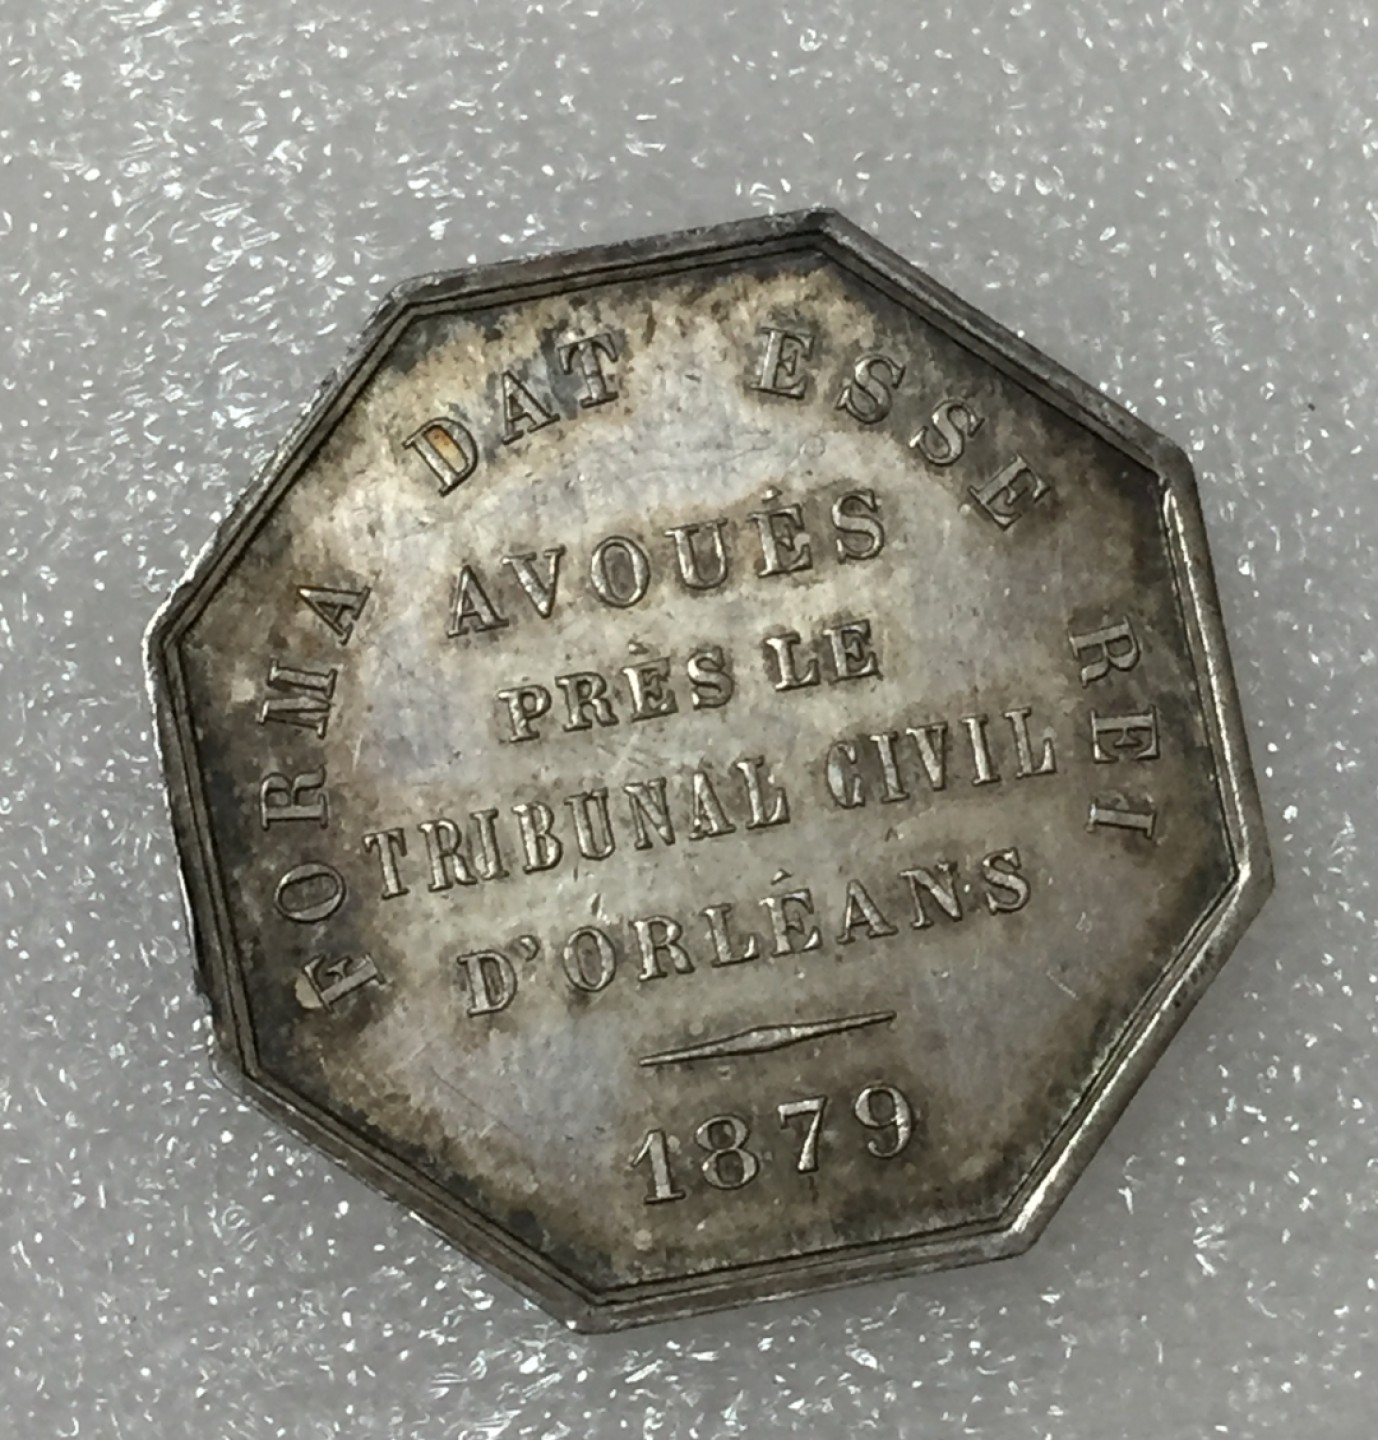 FORMA DAT ESSE REI
AVOUÉS
PRÈS LE
TRIBUNAL CIVIL
D'ORLÉANS
1879